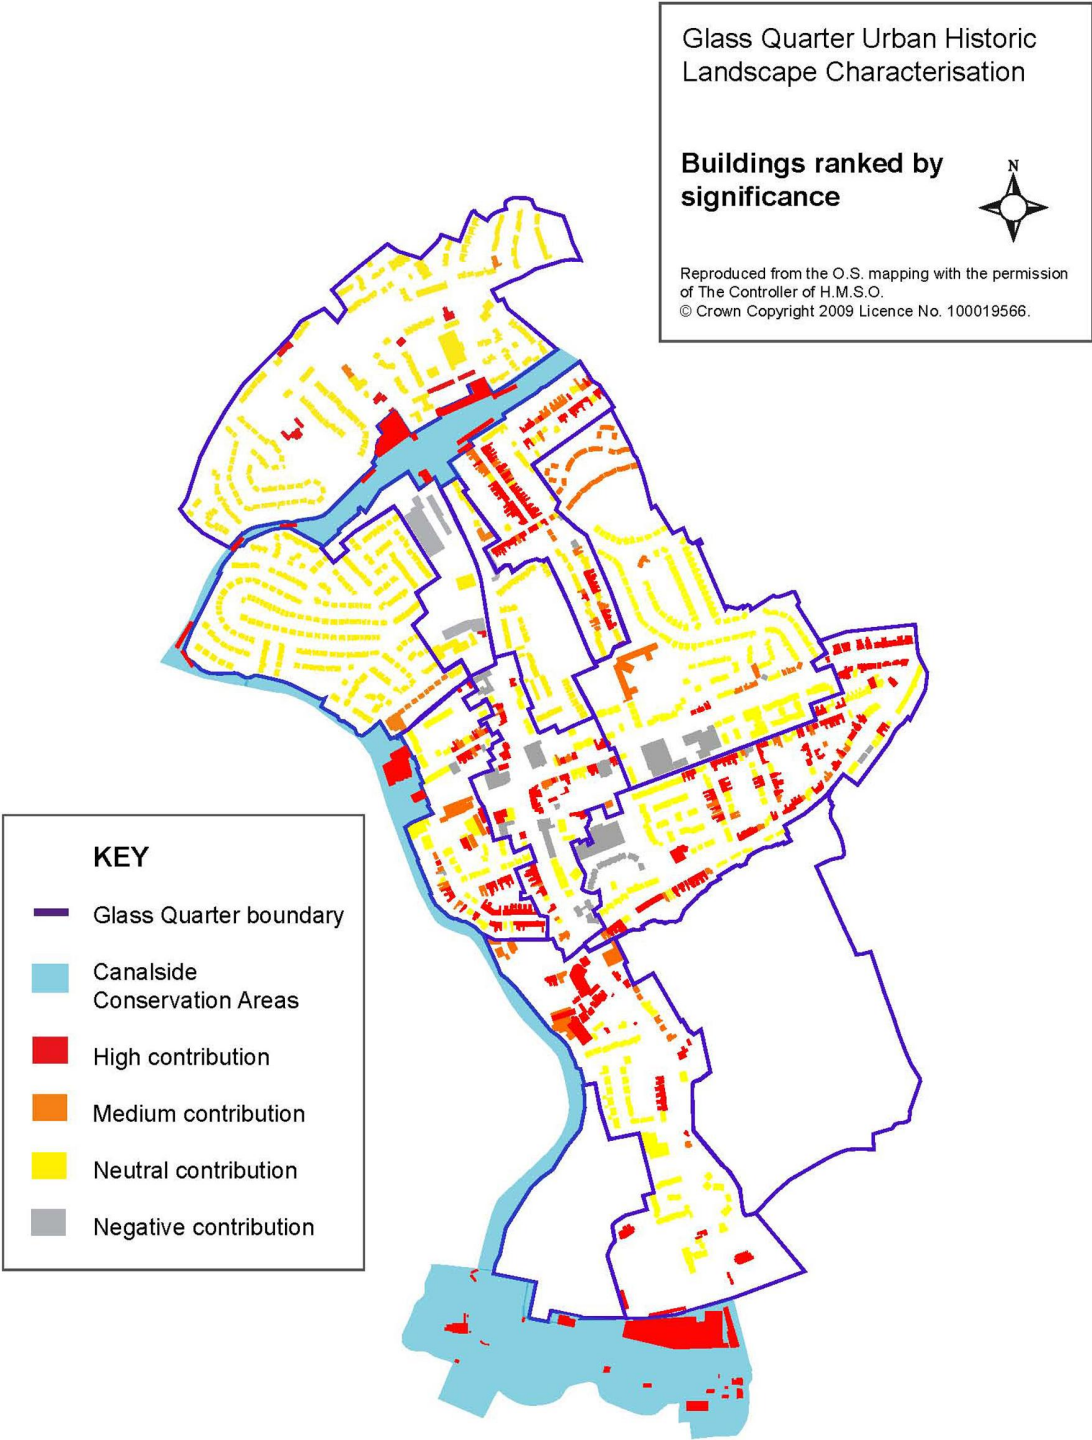 Glass Quarter Urban Historic
Landscape Characterisation
Buildings ranked by
significance
N
Reproduced from the O.S. mapping with the permission
of The Controller of H.M.S.O.
© Crown Copyright 2009 Licence No. 100019566.
KEY
Glass Quarter boundary
Canalside
Conservation Areas
High contribution
Medium contribution
Neutral contribution
Negative contribution